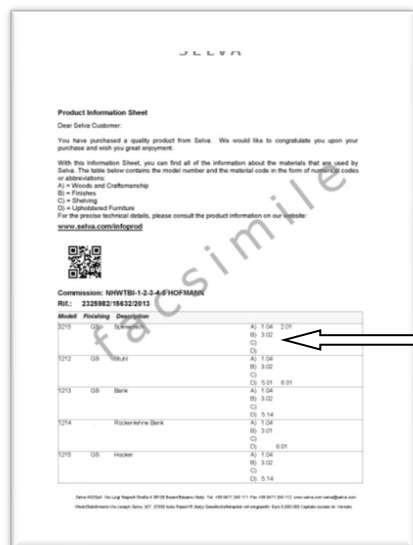 Product Information Sheet
Dear Selva Customer:
You have purchased a quality product from Selva. We would like to congratulate you upon your
purchase and wish you great enjoyment.
With this Information Sheet, you can find all of the information about the materials that are used by
Selva. The table below contains the model number and the material code in the form of numerical codes
or abbreviations:
A) = Woods and Craftsmanship
B) = Finishes
C) = Shelving
D) = Upholstered Furniture
For the precise technical details, please consult the product information on our website:
www.selva.com/infoprod
facsimile
Commission: NHWTBI-1-2-3-4-5 HOFMANN
Rif.: 2325982/15632/2013
Modell Finishing Description
3215 GS A) 1.04 2.01
B) 3.02
C)
D)
1212 GS Stuhl A) 1.04
B) 3.02
C)
D) 5.01 6.01
1213 GS Bank A) 1.04
B) 3.02
C)
D) 5.14
1214 Rückenlehne Bank A) 1.04
B) 3.01
C)
D) 6.01
1215 GS Hocker A) 1.04
B) 3.02
C)
D) 5.14